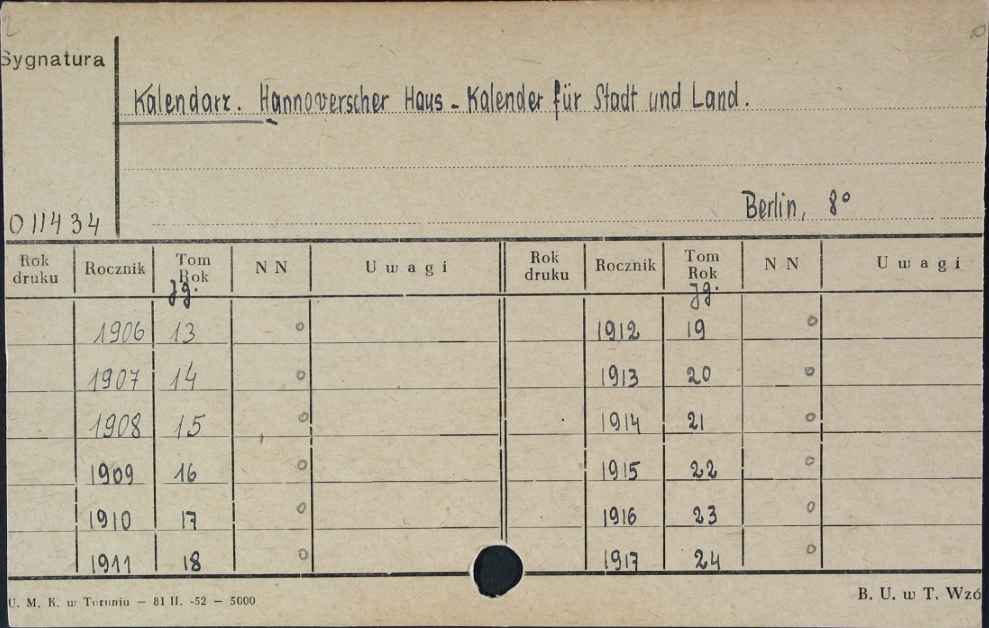 Sygnatura
Kalendarz. Hannoverscher Haus-Kalender für Stadt und Land.
Berlin, 8°
011434
Rok druku Rocznik Tom Rok NN Uwagi Rok druku Rocznik Tom Rok NN Uwagi
Jg. Jg.
1906 13 o 1912 19 o
1907 14 o 1913 20 o
1908 15 o 1914 21 o
1909 16 o 1915 22 o
1910 17 o 1916 23 o
1911 18 o 1917 24 o
U. M. K. w Toruniu — 81 II. -52 — 5000
B. U. w T. Wzó